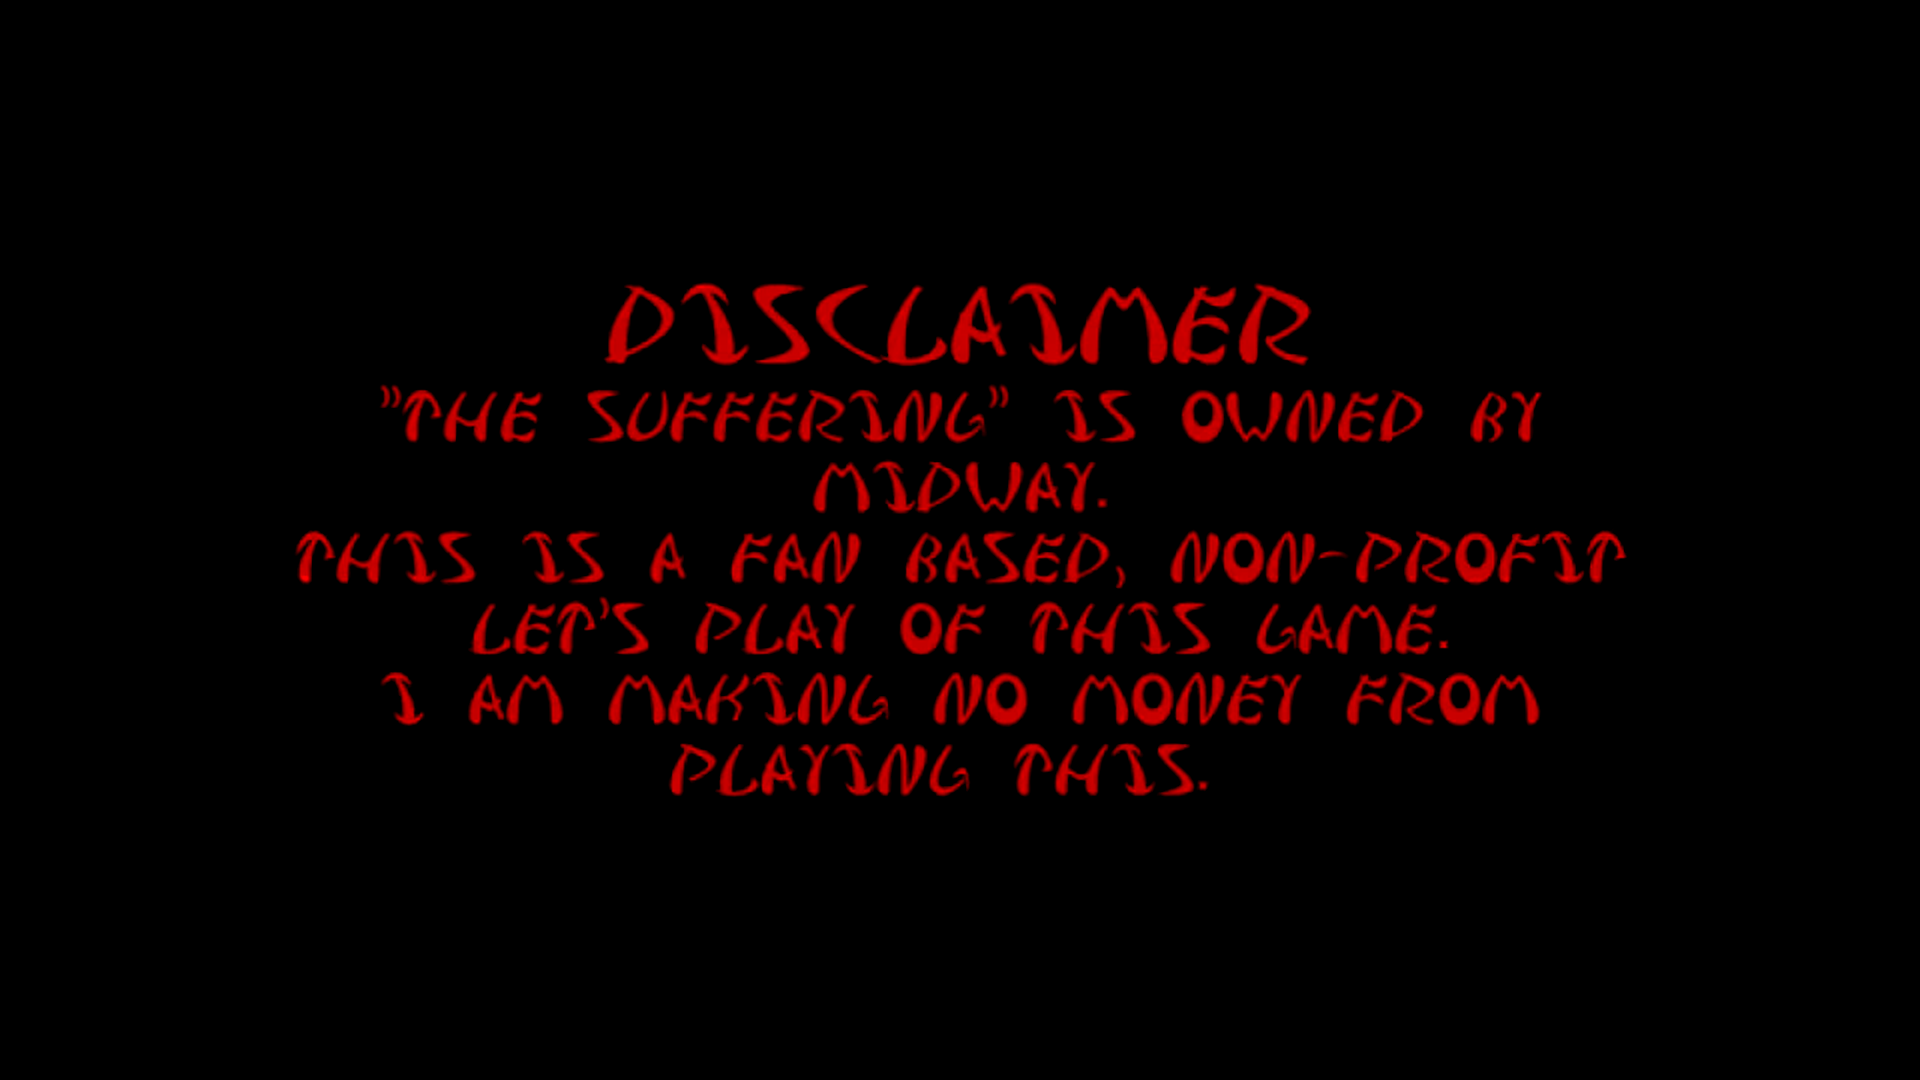 DISCLAIMER
"THE SUFFERING" IS OWNED BY
MIDWAY.
THIS IS A FAN BASED, NON-PROFIT
LET'S PLAY OF THIS GAME.
I AM MAKING NO MONEY FROM
PLAYING THIS.